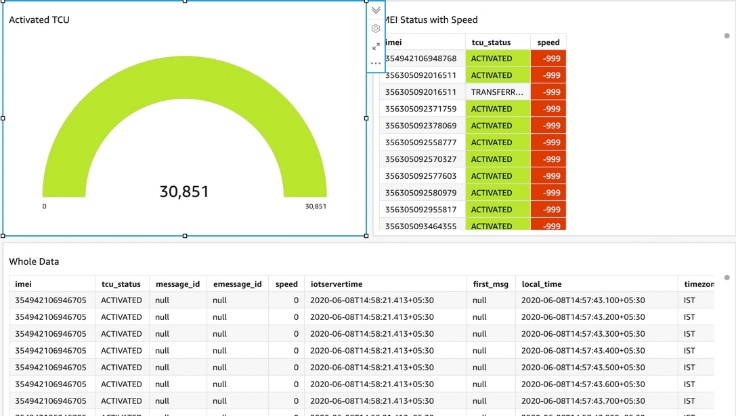 Activated TCU
30,851
0
30,851
MEI Status with Speed
imei tcu_status speed
354942106948768 ACTIVATED -999
356305092016511 ACTIVATED -999
356305092016511 TRANSFERR... -999
356305092371759 ACTIVATED -999
356305092378069 ACTIVATED -999
356305092558777 ACTIVATED -999
356305092570327 ACTIVATED -999
356305092577603 ACTIVATED -999
356305092580979 ACTIVATED -999
356305092955817 ACTIVATED -999
356305093464355 ACTIVATED -999
Whole Data
imei tcu_status message_id emessage_id speed iotservertime first_msg local_time timezon
354942106946705 ACTIVATED null null 0 2020-06-08T14:58:21.413+05:30 null 2020-06-08T14:57:43.100+05:30 IST
354942106946705 ACTIVATED null null 0 2020-06-08T14:58:21.413+05:30 null 2020-06-08T14:57:43.200+05:30 IST
354942106946705 ACTIVATED null null 0 2020-06-08T14:58:21.413+05:30 null 2020-06-08T14:57:43.300+05:30 IST
354942106946705 ACTIVATED null null 0 2020-06-08T14:58:21.413+05:30 null 2020-06-08T14:57:43.400+05:30 IST
354942106946705 ACTIVATED null null 0 2020-06-08T14:58:21.413+05:30 null 2020-06-08T14:57:43.500+05:30 IST
354942106946705 ACTIVATED null null 0 2020-06-08T14:58:21.413+05:30 null 2020-06-08T14:57:43.600+05:30 IST
354942106946705 ACTIVATED null null 0 2020-06-08T14:58:21.413+05:30 null 2020-06-08T14:57:43.700+05:30 IST
354942106946705 ACTIVATED null null 0